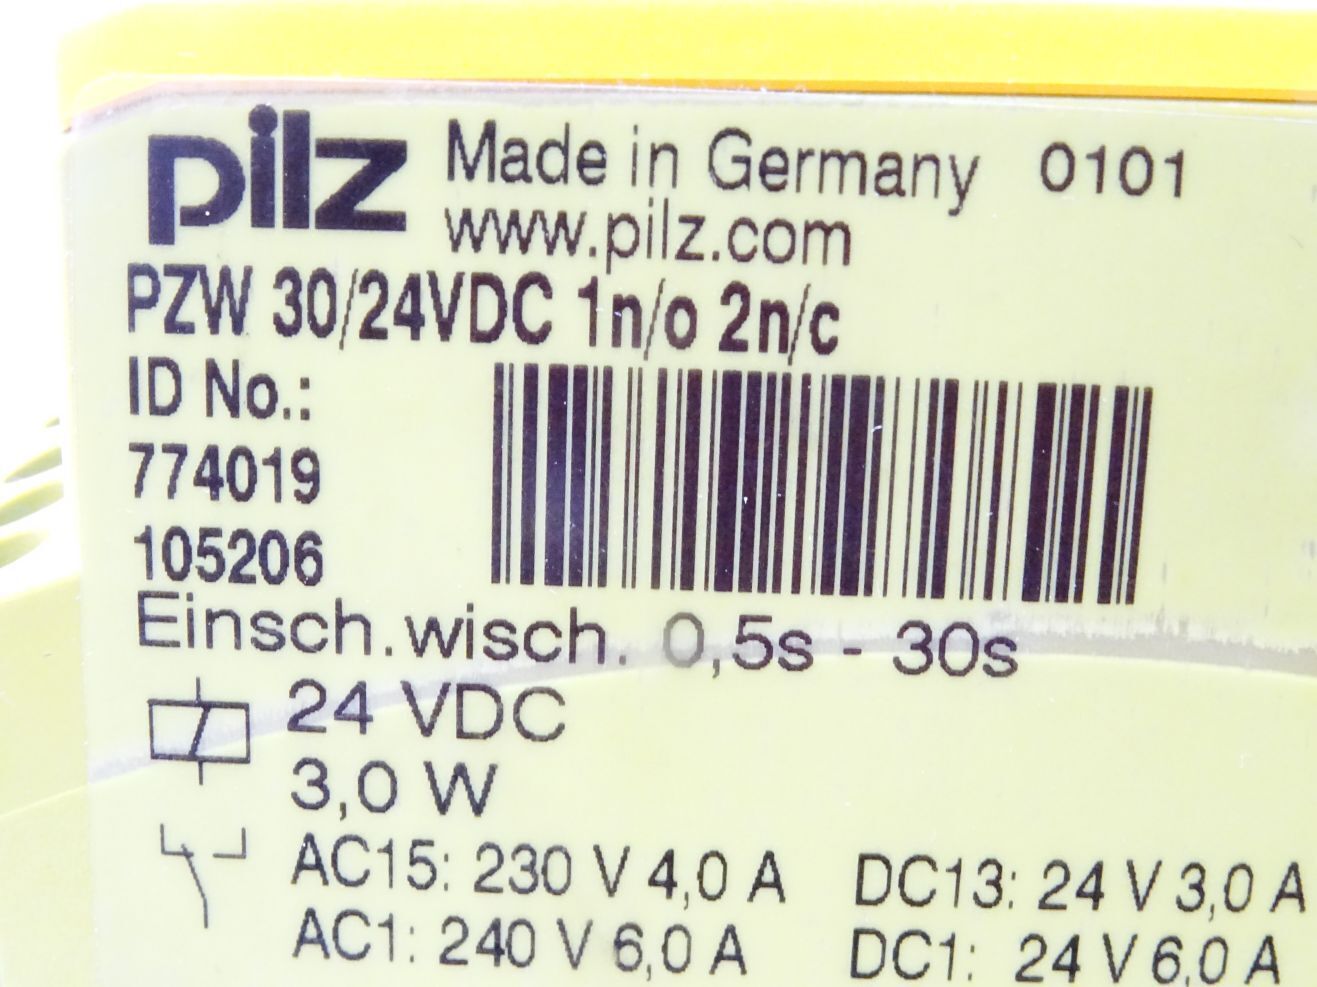 pilz Made in Germany 0101
www.pilz.com
PZW 30/24VDC 1n/o 2n/c
ID No.:
774019
105206
Einsch.wisch. 0,5s - 30s
24 VDC
3,0 W
AC15: 230 V 4,0 A DC13: 24 V 3,0 A
AC1: 240 V 6,0 A DC1: 24 V 6,0 A